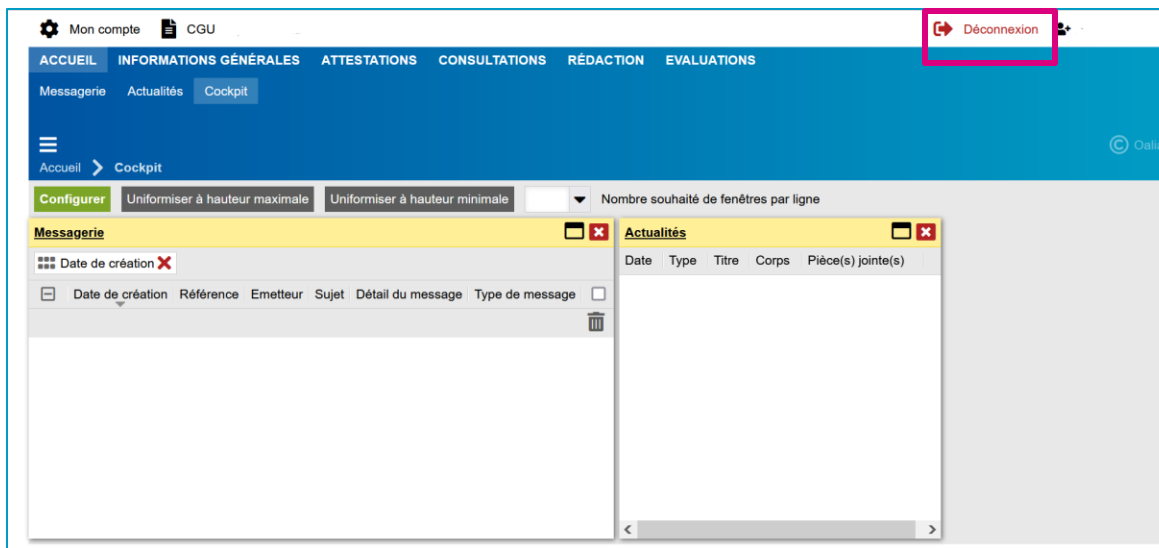 Mon compte CGU Déconnexion
ACCUEIL INFORMATIONS GÉNÉRALES ATTESTATIONS CONSULTATIONS RÉDACTION EVALUATIONS
Messagerie Actualités Cockpit
Accueil Cockpit
Configurer Uniformiser à hauteur maximale Uniformiser à hauteur minimale Nombre souhaité de fenêtres par ligne
Messagerie
Date de création
Date de création Référence Emetteur Sujet Détail du message Type de message
Actualités
Date Type Titre Corps Pièce(s) jointe(s)